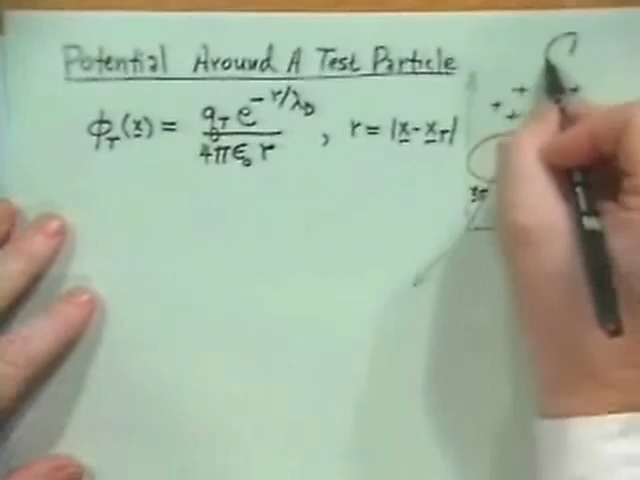 Potential Around A Test Particle
ϕ_T(x) = q_T e^{-r/λ_D} / 4πε_0 r , r = |x - x_T|
+ + + +